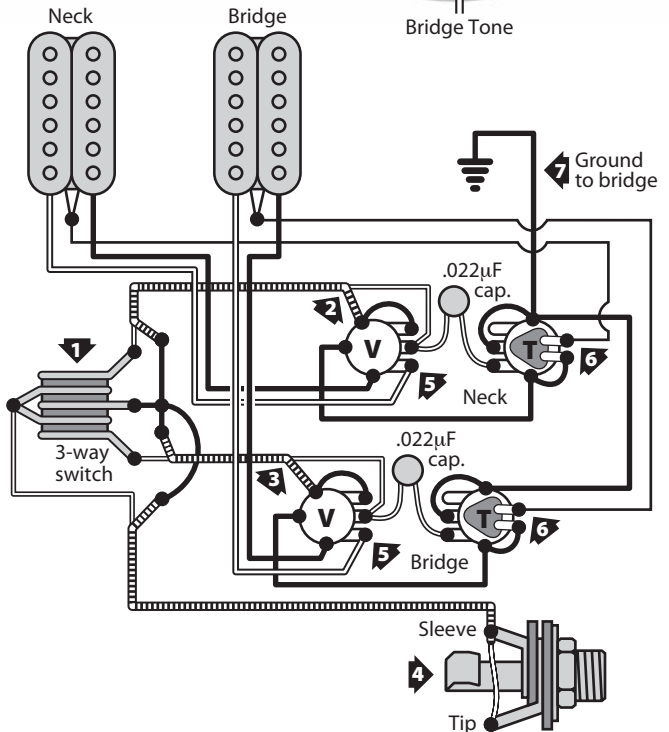 Neck
Bridge
Bridge Tone
7
Ground
to bridge
.022µF
cap.
2
1
V
T
6
5
Neck
3-way
switch
.022µF
cap.
3
V
T
6
5
Bridge
Sleeve
4
Tip